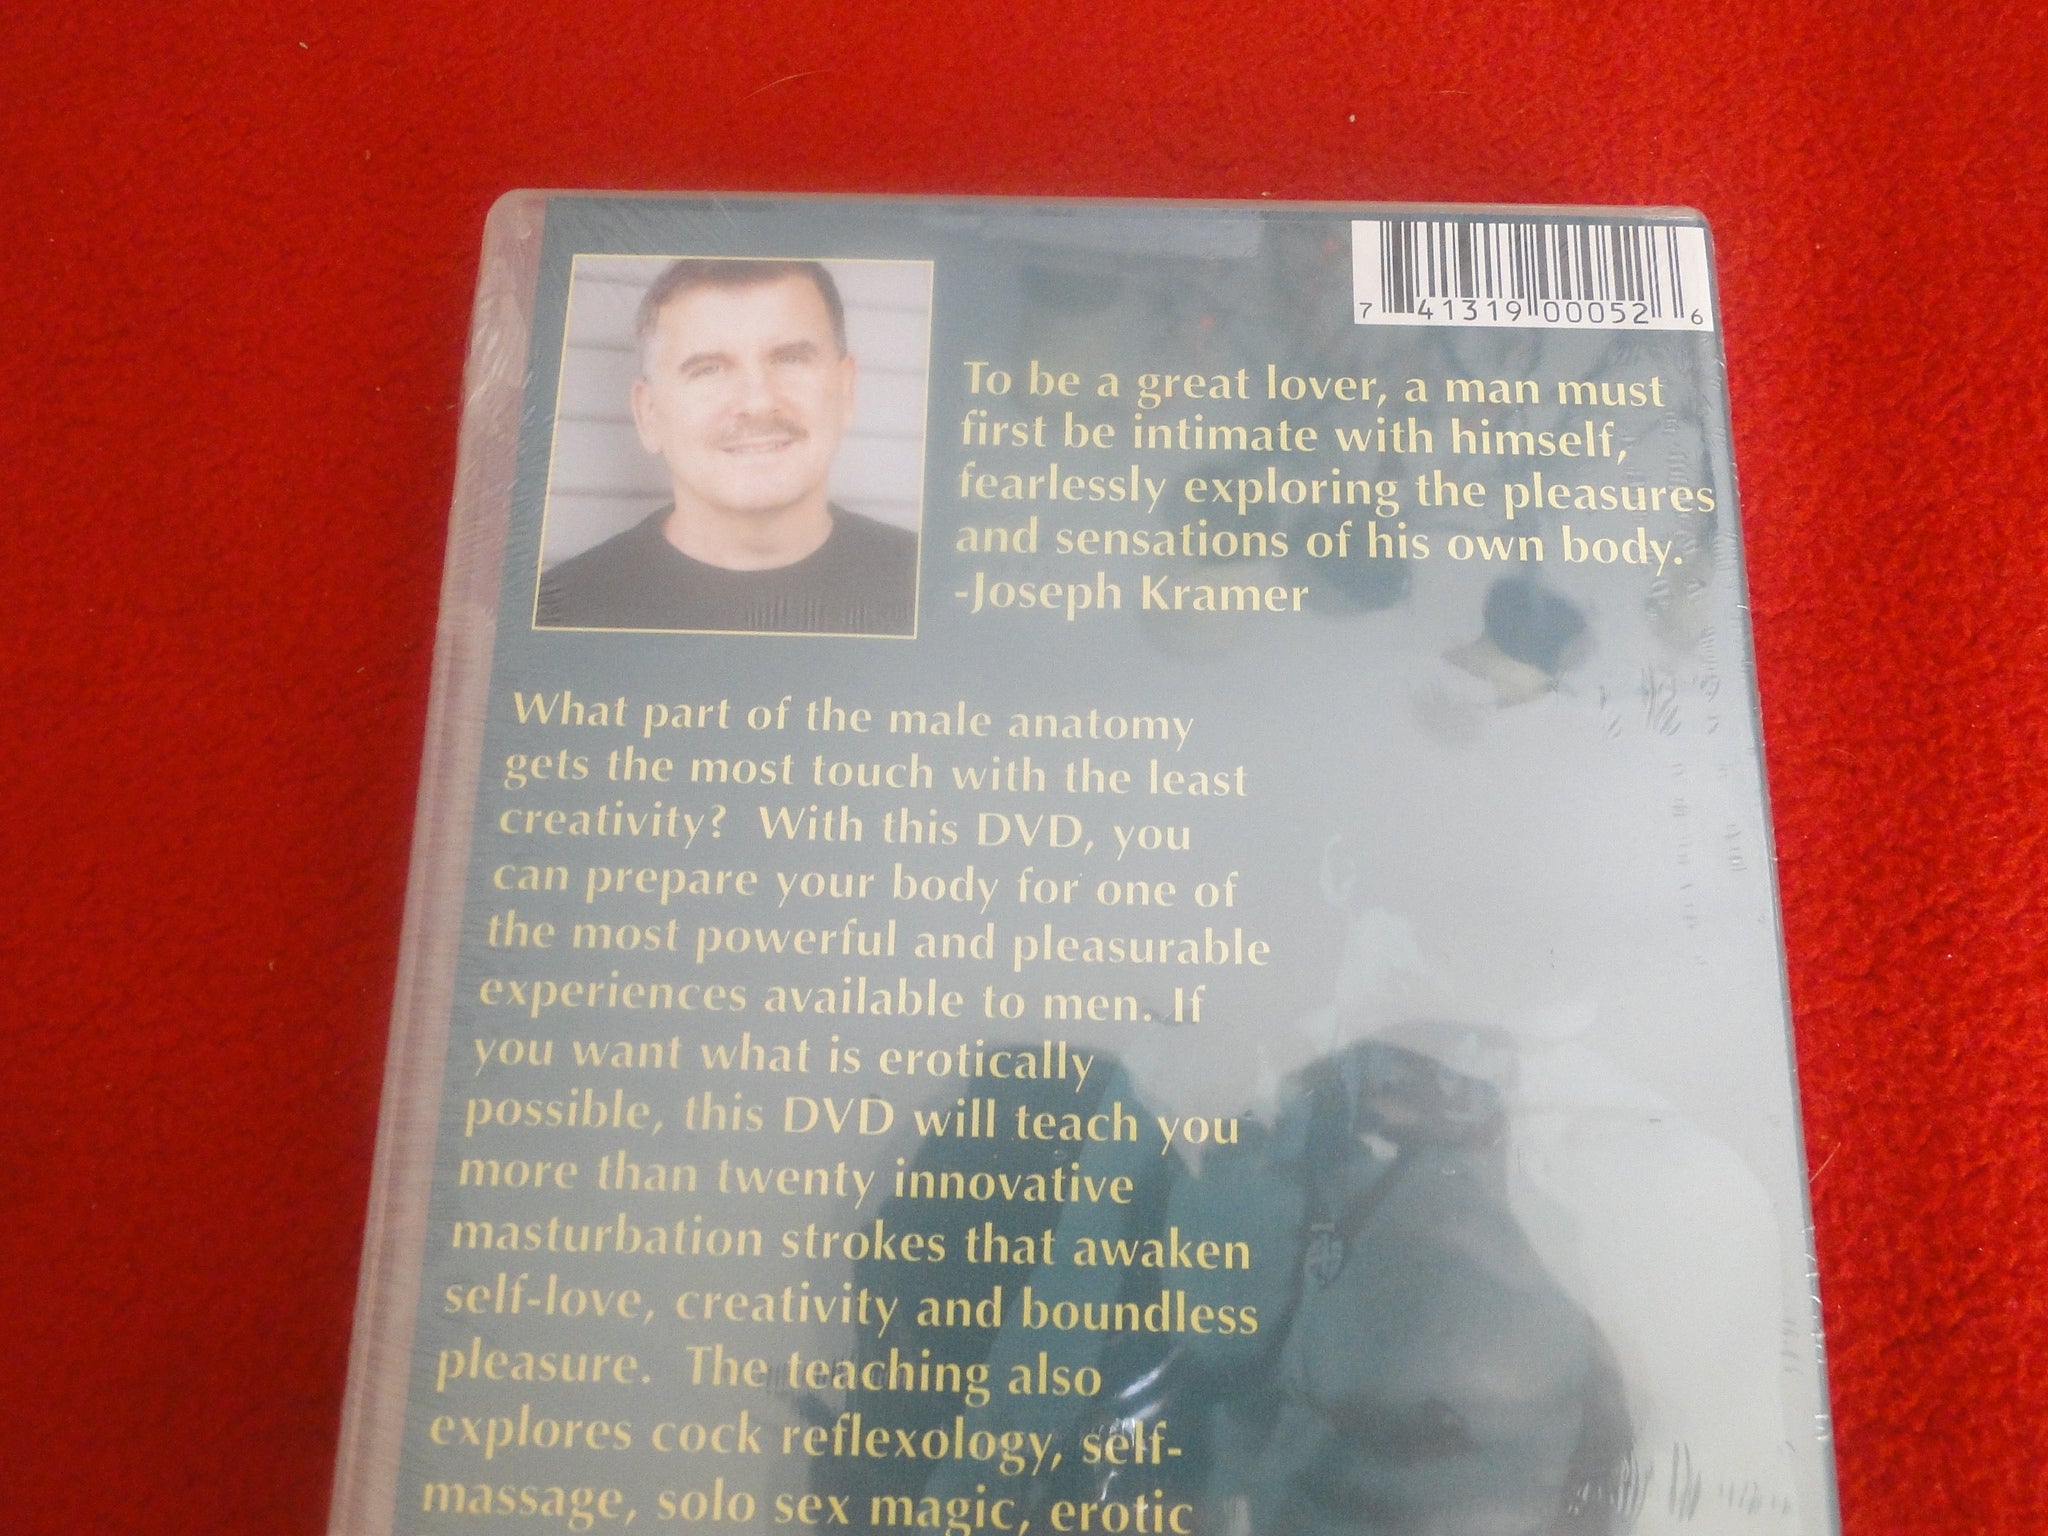 7 41319 00052 6
To be a great lover, a man must
first be intimate with himself,
fearlessly exploring the pleasures
and sensations of his own body.
-Joseph Kramer
What part of the male anatomy
gets the most touch with the least
creativity?  With this DVD, you
can prepare your body for one of
the most powerful and pleasurable
experiences available to men. If
you want what is erotically
possible, this DVD will teach you
more than twenty innovative
masturbation strokes that awaken
self-love, creativity and boundless
pleasure.  The teaching also
explores cock reflexology, self-
massage, solo sex magic, erotic